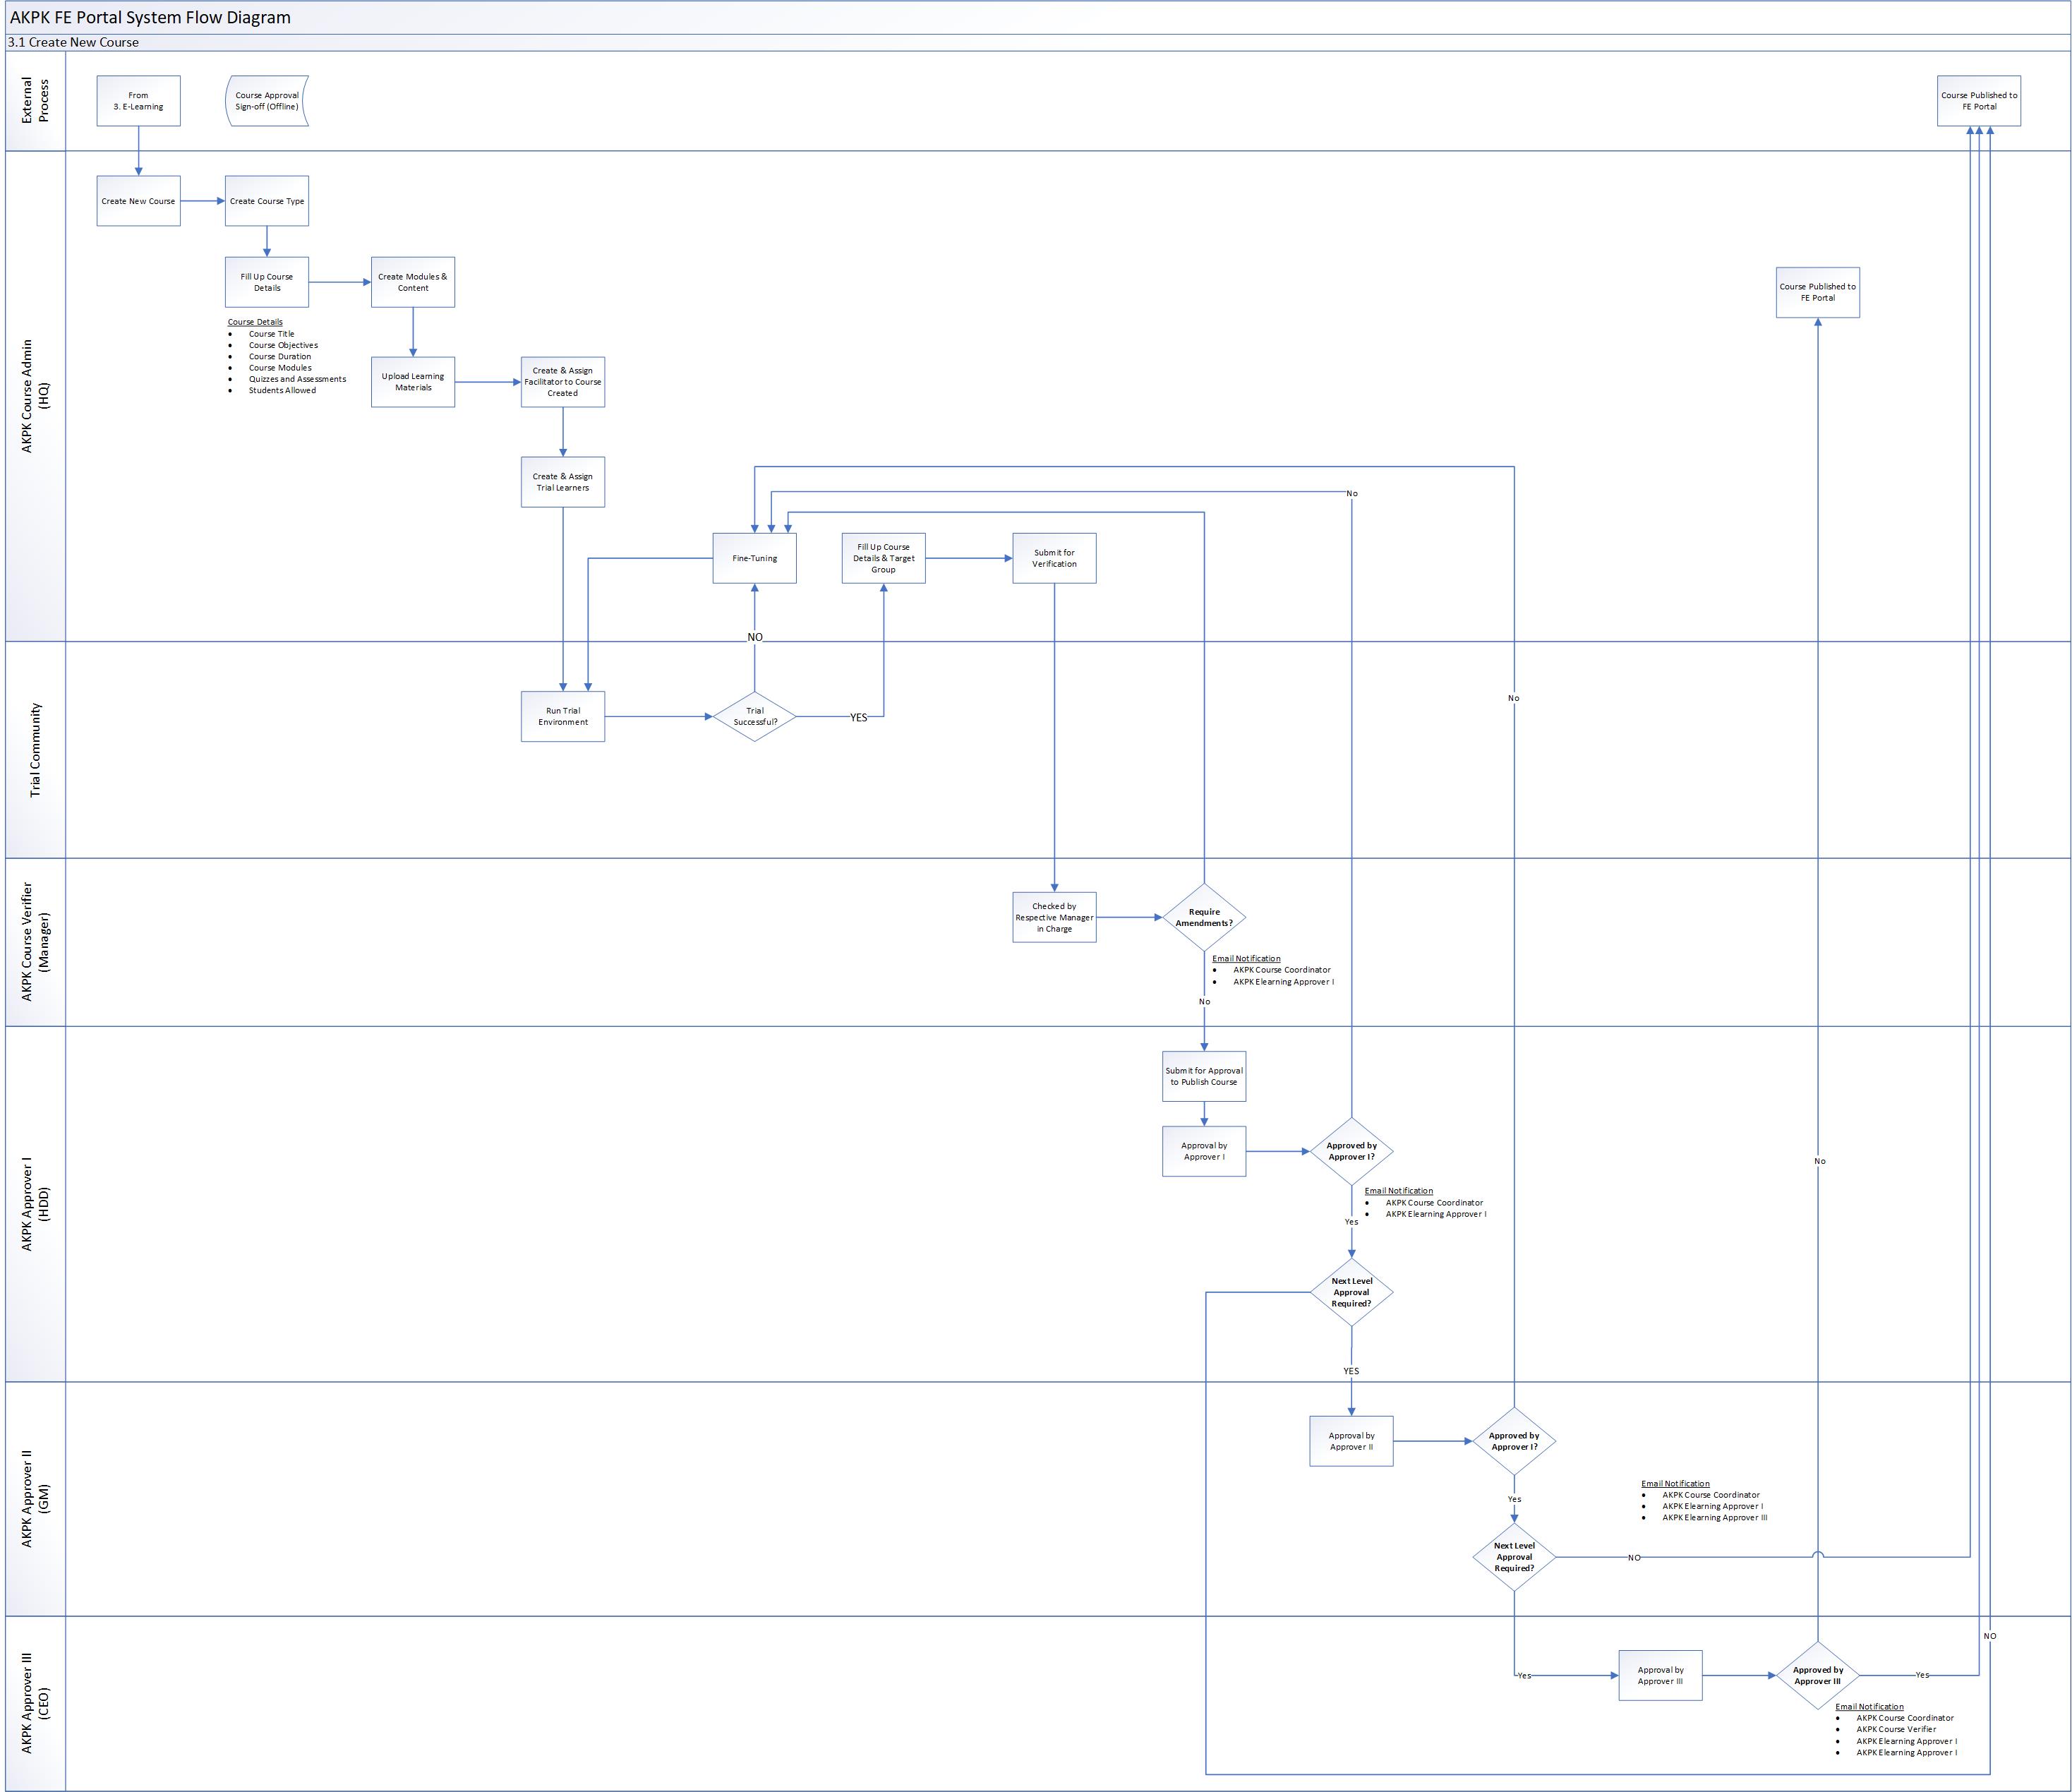 AKPK FE Portal System Flow Diagram
3.1 Create New Course
External
Process
From
3. E-Learning
Course Approval
Sign-off (Offline)
Course Published to
FE Portal
AKPK Course Admin
(HQ)
Create New Course
Create Course Type
Fill Up Course
Details
Create Modules &
Content
Course Details
• Course Title
• Course Objectives
• Course Duration
• Course Modules
• Quizzes and Assessments
• Students Allowed
Upload Learning
Materials
Create & Assign
Facilitator to Course
Created
Create & Assign
Trial Learners
Course Published to
FE Portal
No
Fine-Tuning
Fill Up Course
Details & Target
Group
Submit for
Verification
NO
Trial Community
Run Trial
Environment
Trial
Successful?
YES
No
AKPK Course Verifier
(Manager)
Checked by
Respective Manager
in Charge
Require
Amendments?
Email Notification
• AKPK Course Coordinator
• AKPK Elearning Approver I
No
AKPK Approver I
(HDD)
Submit for Approval
to Publish Course
Approval by
Approver I
Approved by
Approver I?
No
Email Notification
• AKPK Course Coordinator
• AKPK Elearning Approver I
Yes
Next Level
Approval
Required?
YES
AKPK Approver II
(GM)
Approval by
Approver II
Approved by
Approver I?
Yes
Email Notification
• AKPK Course Coordinator
• AKPK Elearning Approver I
• AKPK Elearning Approver III
Next Level
Approval
Required?
NO
AKPK Approver III
(CEO)
NO
Yes
Approval by
Approver III
Approved by
Approver III
Yes
Email Notification
• AKPK Course Coordinator
• AKPK Course Verifier
• AKPK Elearning Approver I
• AKPK Elearning Approver I